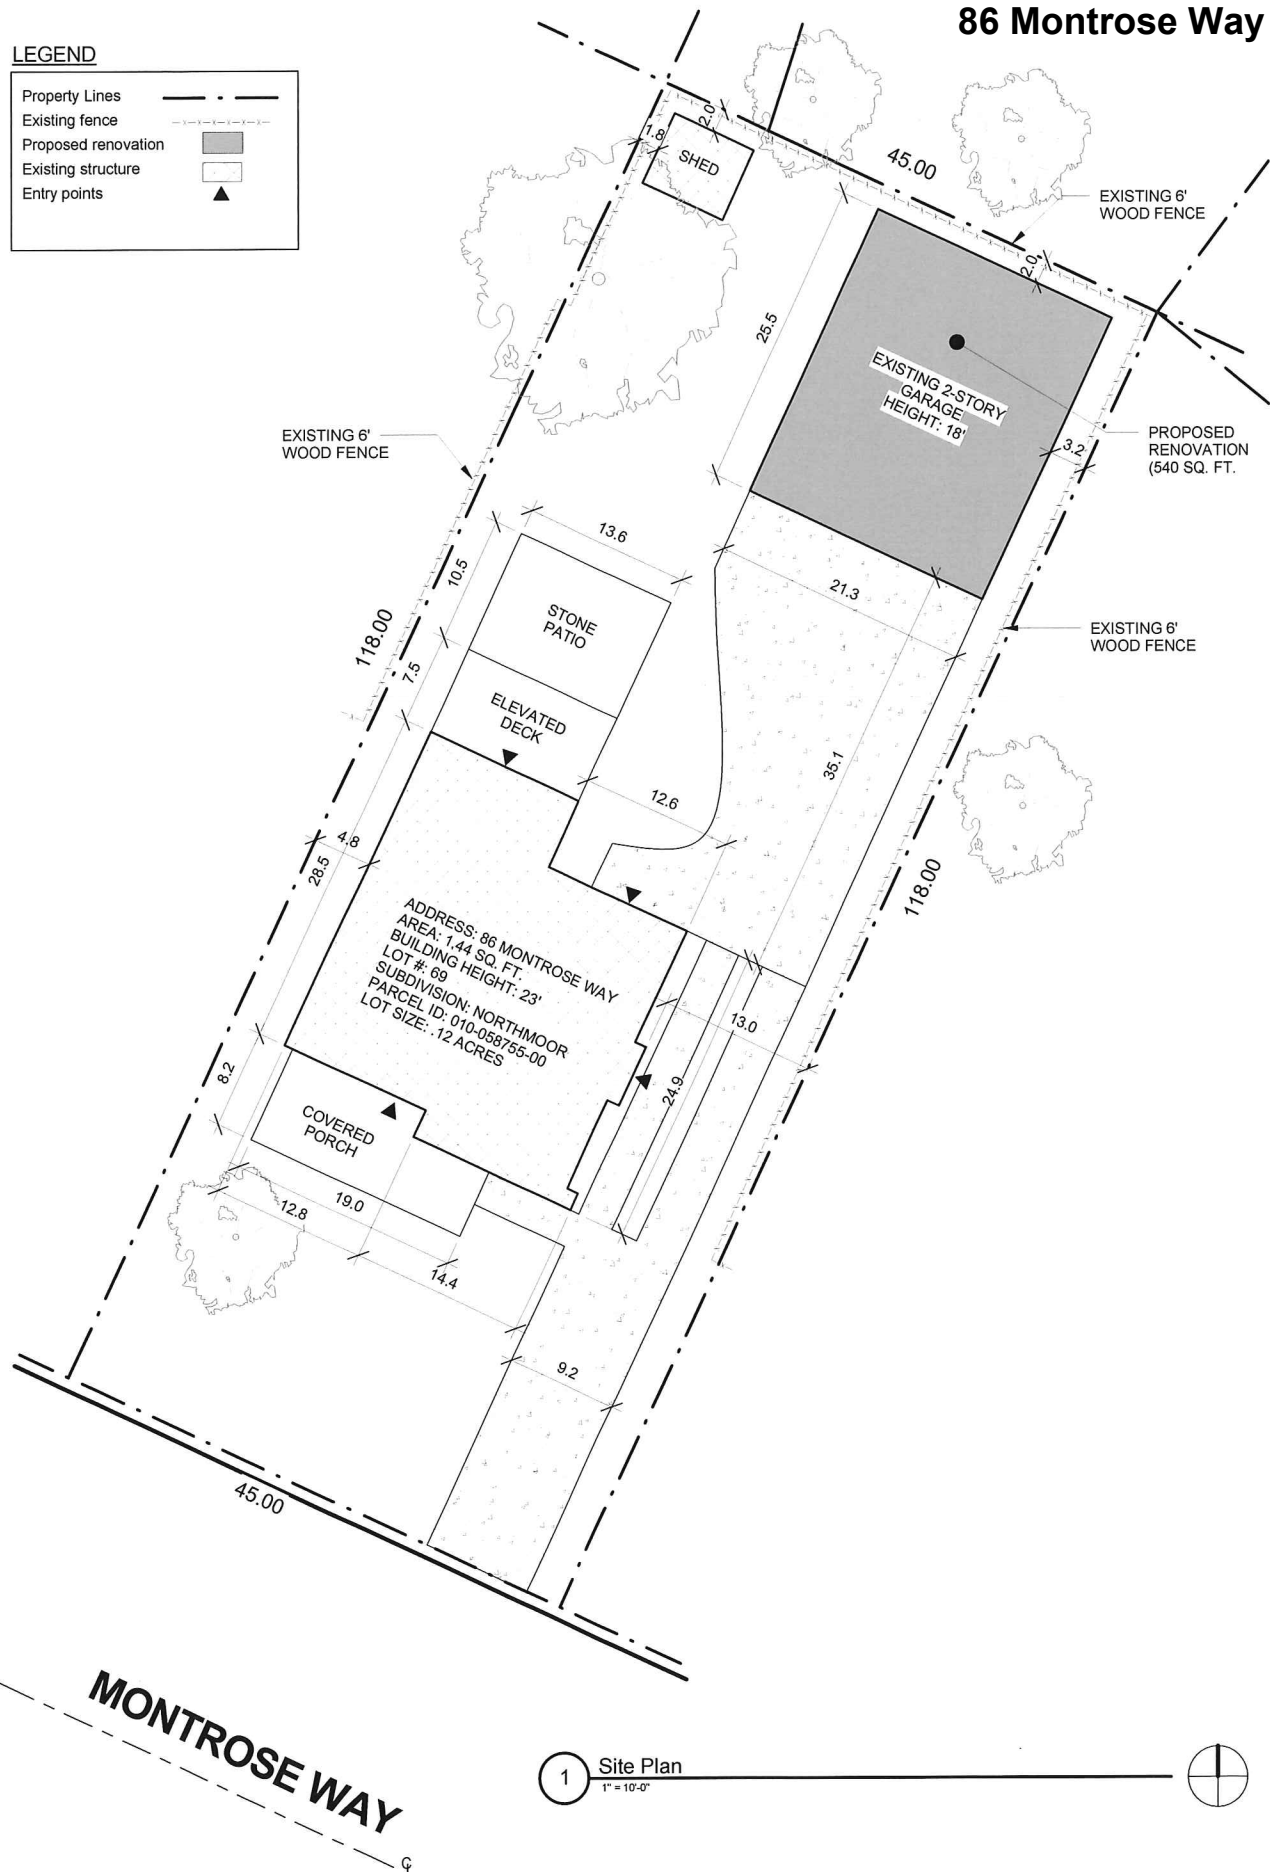 86 Montrose Way
LEGEND
Property Lines
Existing fence
Proposed renovation
Existing structure
Entry points
2.0
1.8
SHED
45.00
EXISTING 6'
WOOD FENCE
2.0
25.5
EXISTING 2-STORY
GARAGE
HEIGHT: 18'
PROPOSED
RENOVATION
(540 SQ. FT.
3.2
EXISTING 6'
WOOD FENCE
13.6
10.5
21.3
STONE
PATIO
118.00
EXISTING 6'
WOOD FENCE
7.5
ELEVATED
DECK
35.1
12.6
4.8
28.5
118.00
ADDRESS: 86 MONTROSE WAY
AREA: 1.44 SQ. FT.
BUILDING HEIGHT: 23'
LOT #: 69
SUBDIVISION: NORTHMOOR
PARCEL ID: 010-058755-00
LOT SIZE: .12 ACRES
13.0
24.9
8.2
COVERED
PORCH
19.0
12.8
14.4
9.2
45.00
MONTROSE WAY
1
Site Plan
1" = 10'-0"
℄